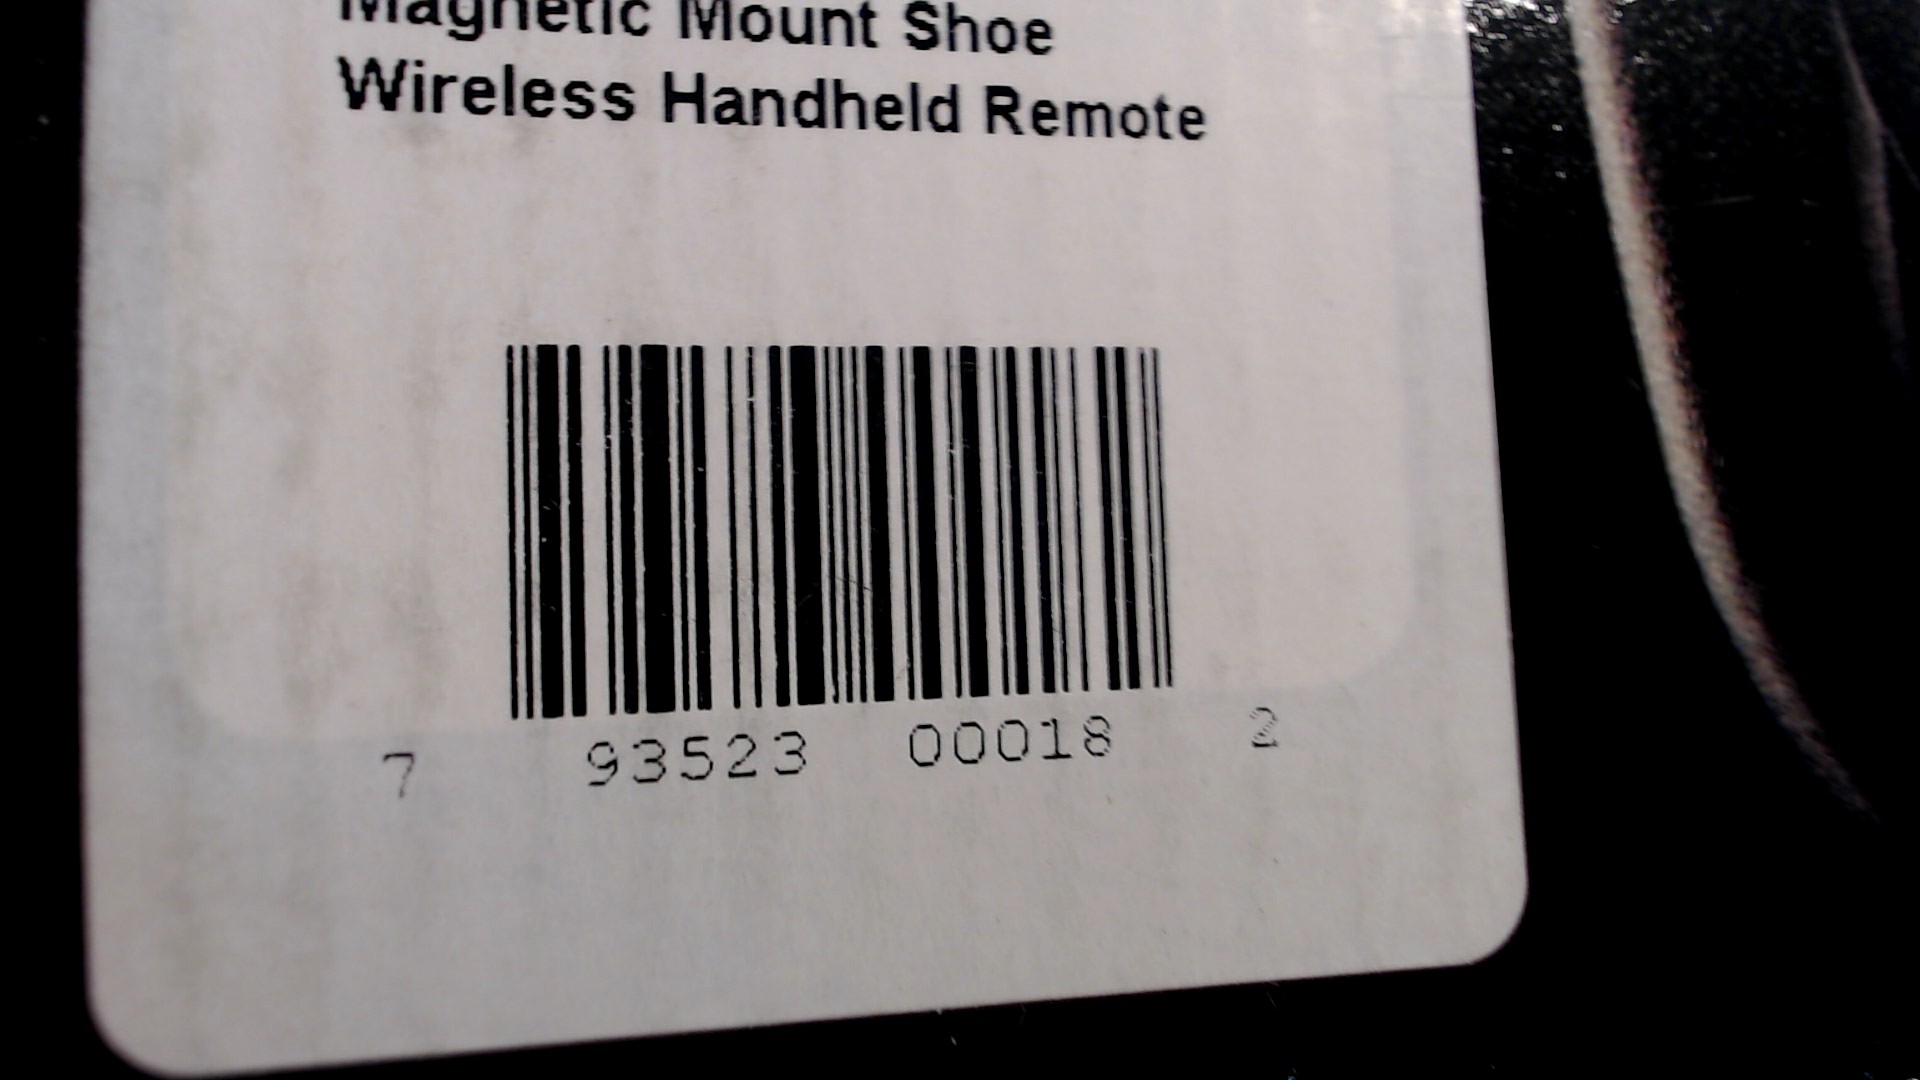 Magnetic Mount Shoe
Wireless Handheld Remote
7 93523 00018 2